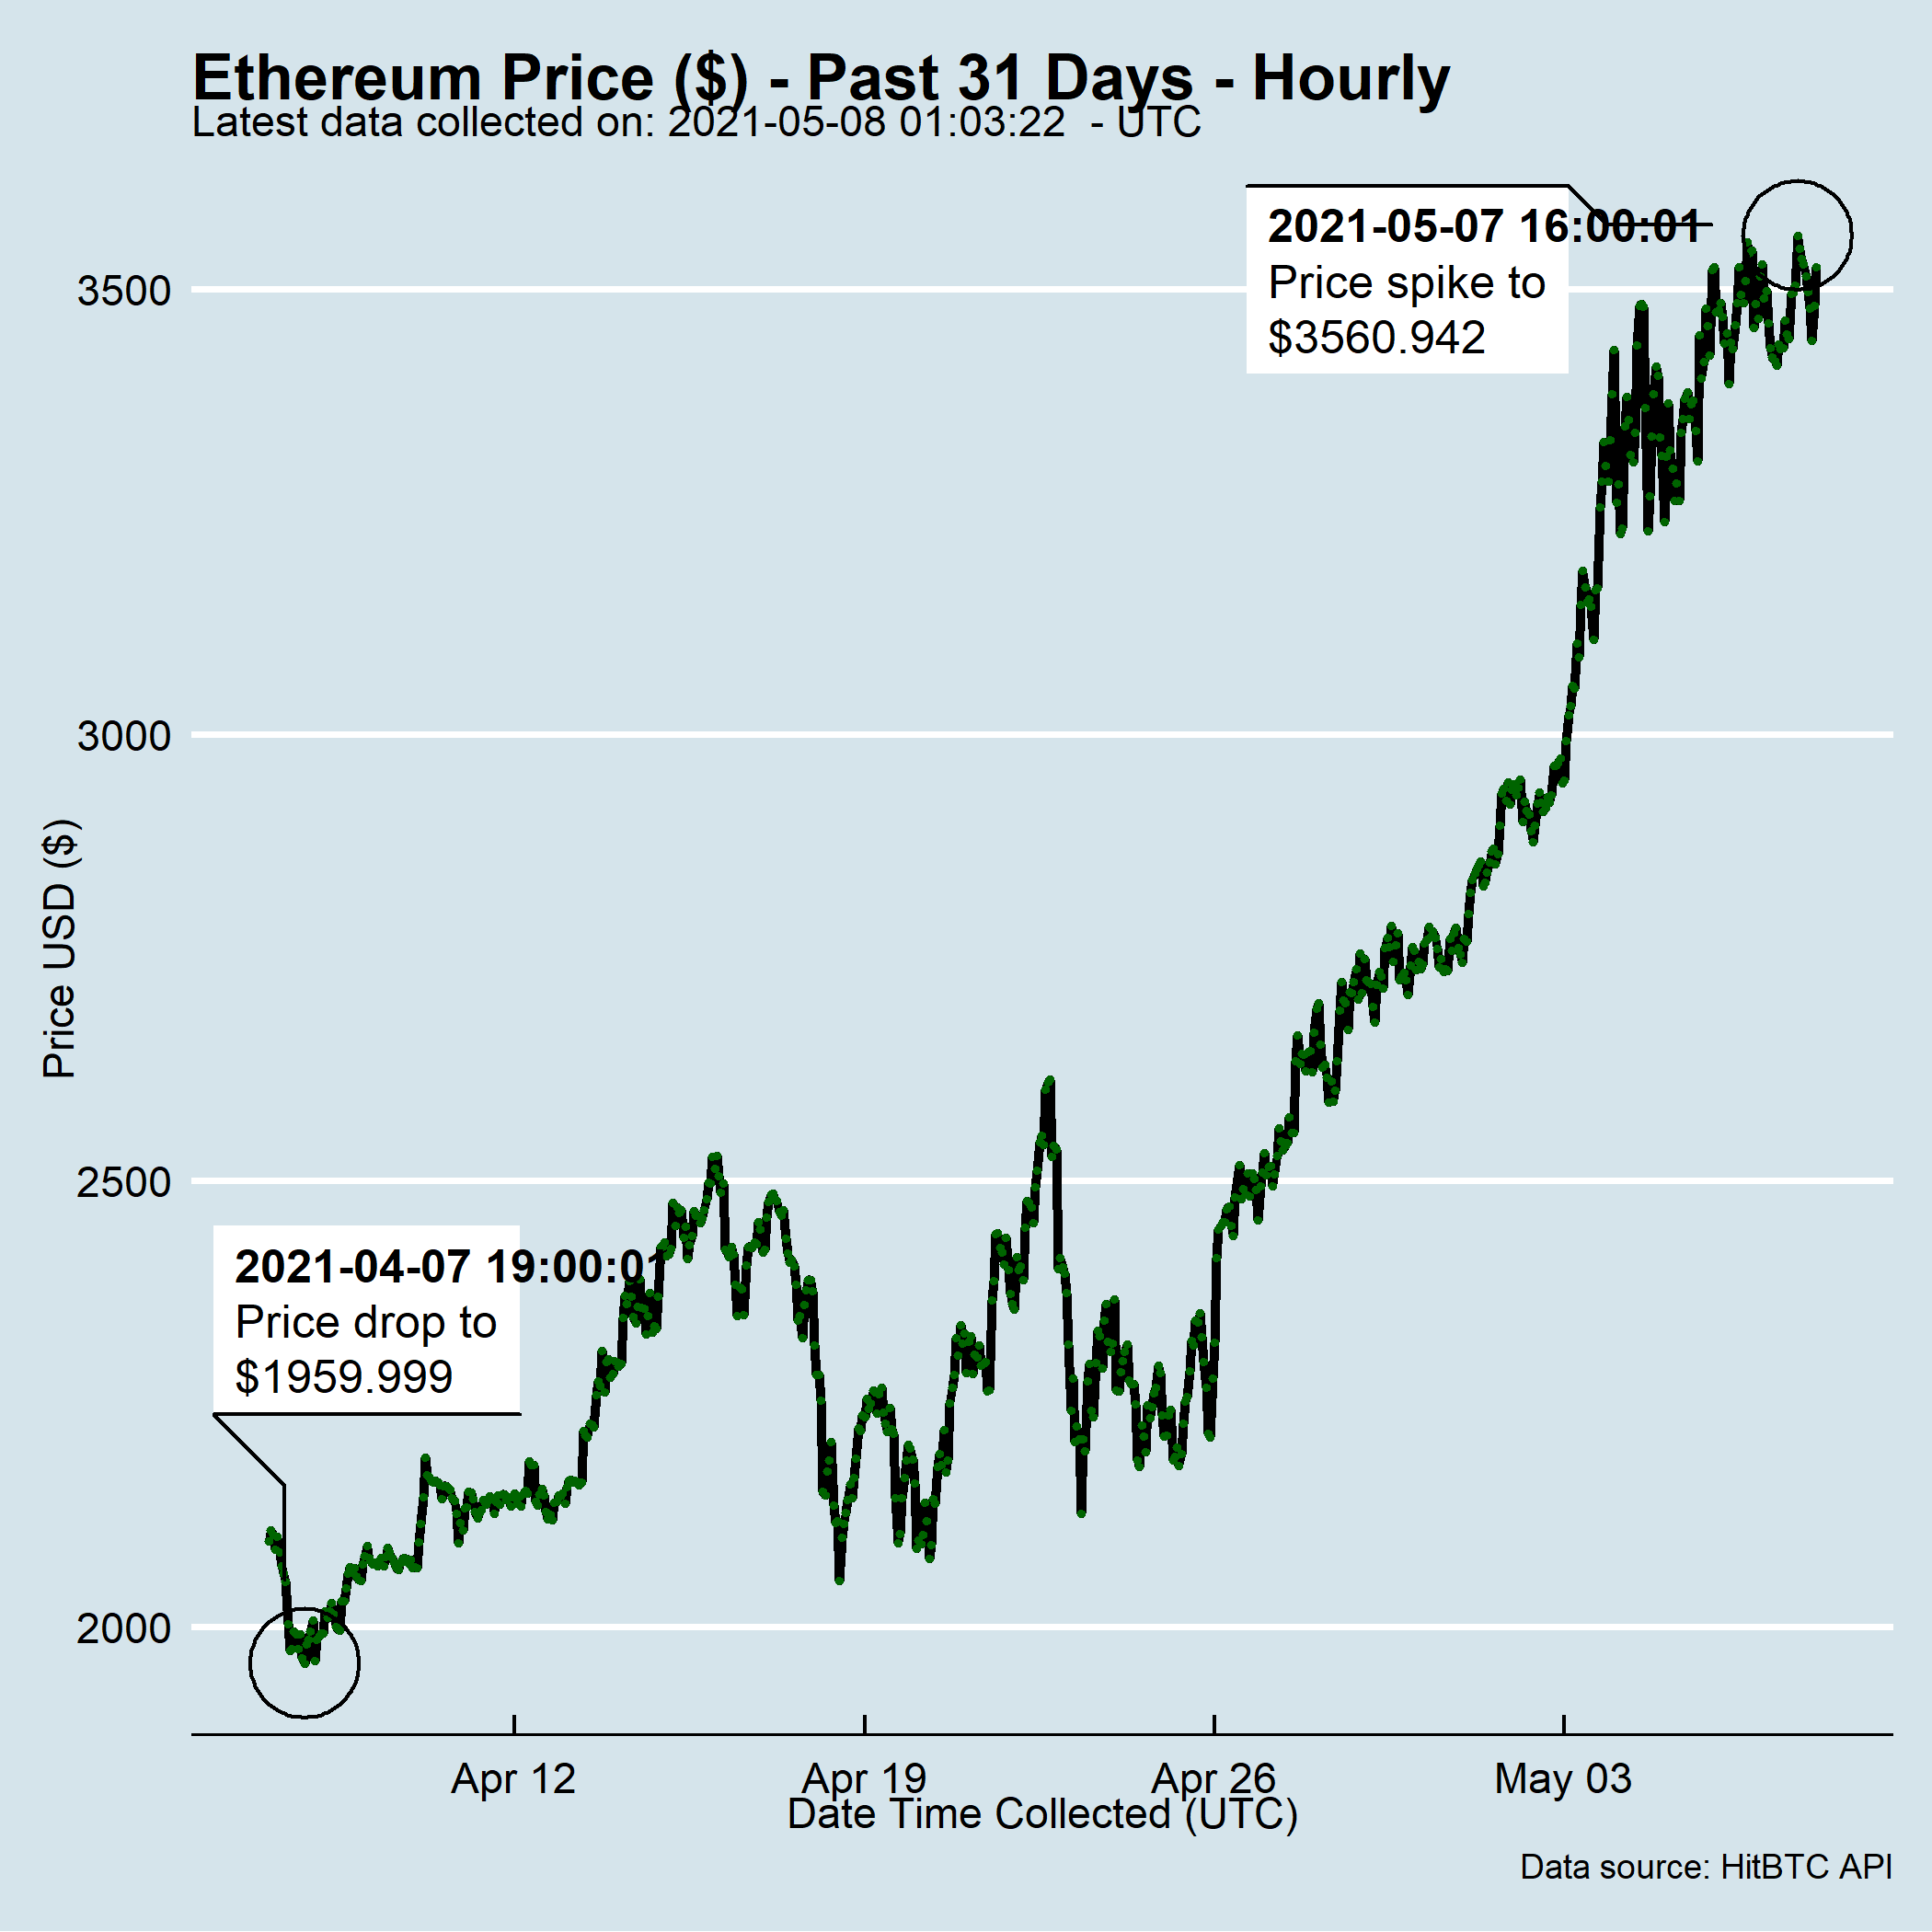 Ethereum Price ($) - Past 31 Days - Hourly
Latest data collected on: 2021-05-08 01:03:22  - UTC
2021-05-07 16:00:01
Price spike to
$3560.942
3500
3000
2500
2000
Price USD ($)
2021-04-07 19:00:01
Price drop to
$1959.999
Apr 12
Apr 19
Apr 26
May 03
Date Time Collected (UTC)
Data source: HitBTC API